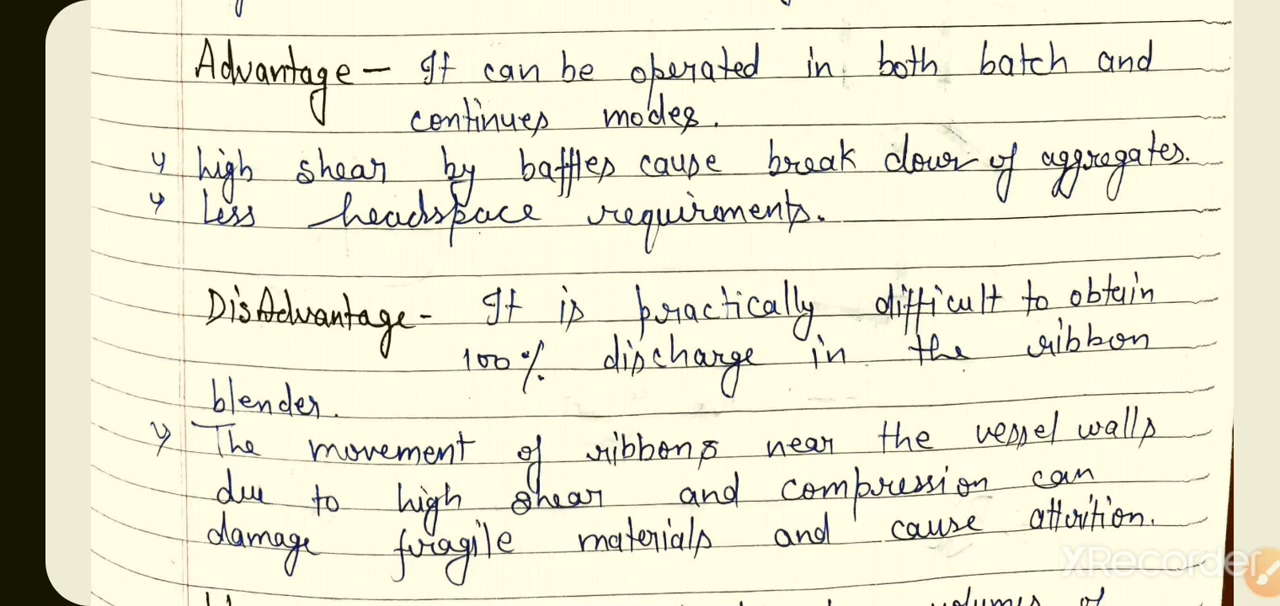 Advantage - It can be operated in both batch and
continues modes.
high shear by baffles cause break down of aggregates.
Less headspace requirements.
DisAdvantage - It is practically difficult to obtain
100% discharge in the ribbon
blender.
The movement of ribbons near the vessel walls
due to high shear and compression can
damage fragile materials and cause attrition.
volumes of
XRecorder